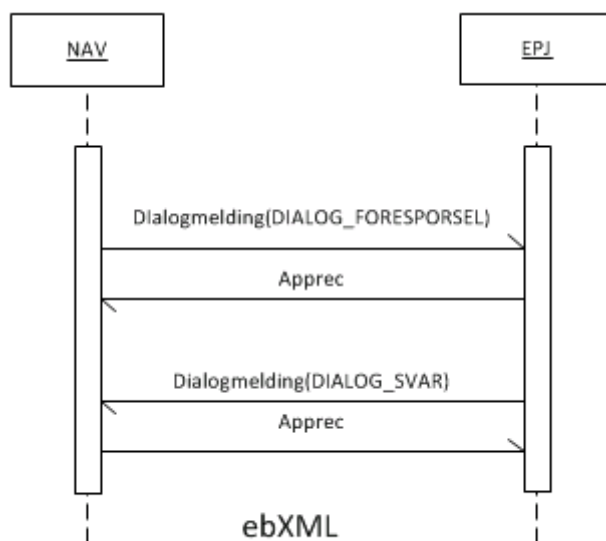 NAV
EPJ
DIalogmelding(DIALOG_FORESPORSEL)
Apprec
Dialogmelding(DIALOG_SVAR)
Apprec
ebXML